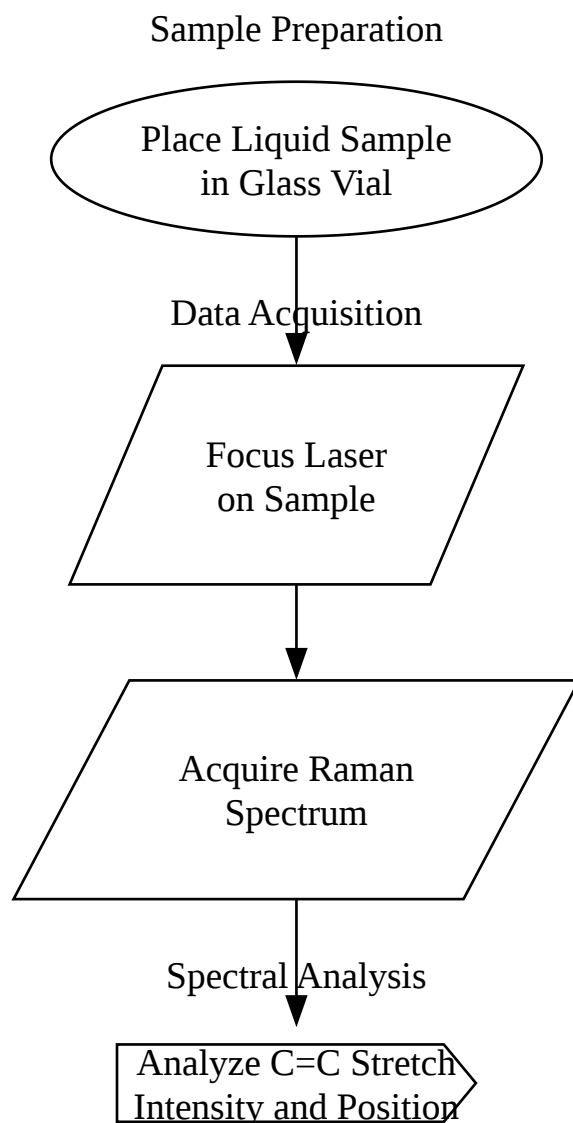 Sample Preparation
Place Liquid Sample
in Glass Vial
Data Acquisition
Focus Laser
on Sample
Acquire Raman
Spectrum
Spectral Analysis
Analyze C=C Stretch
Intensity and Position